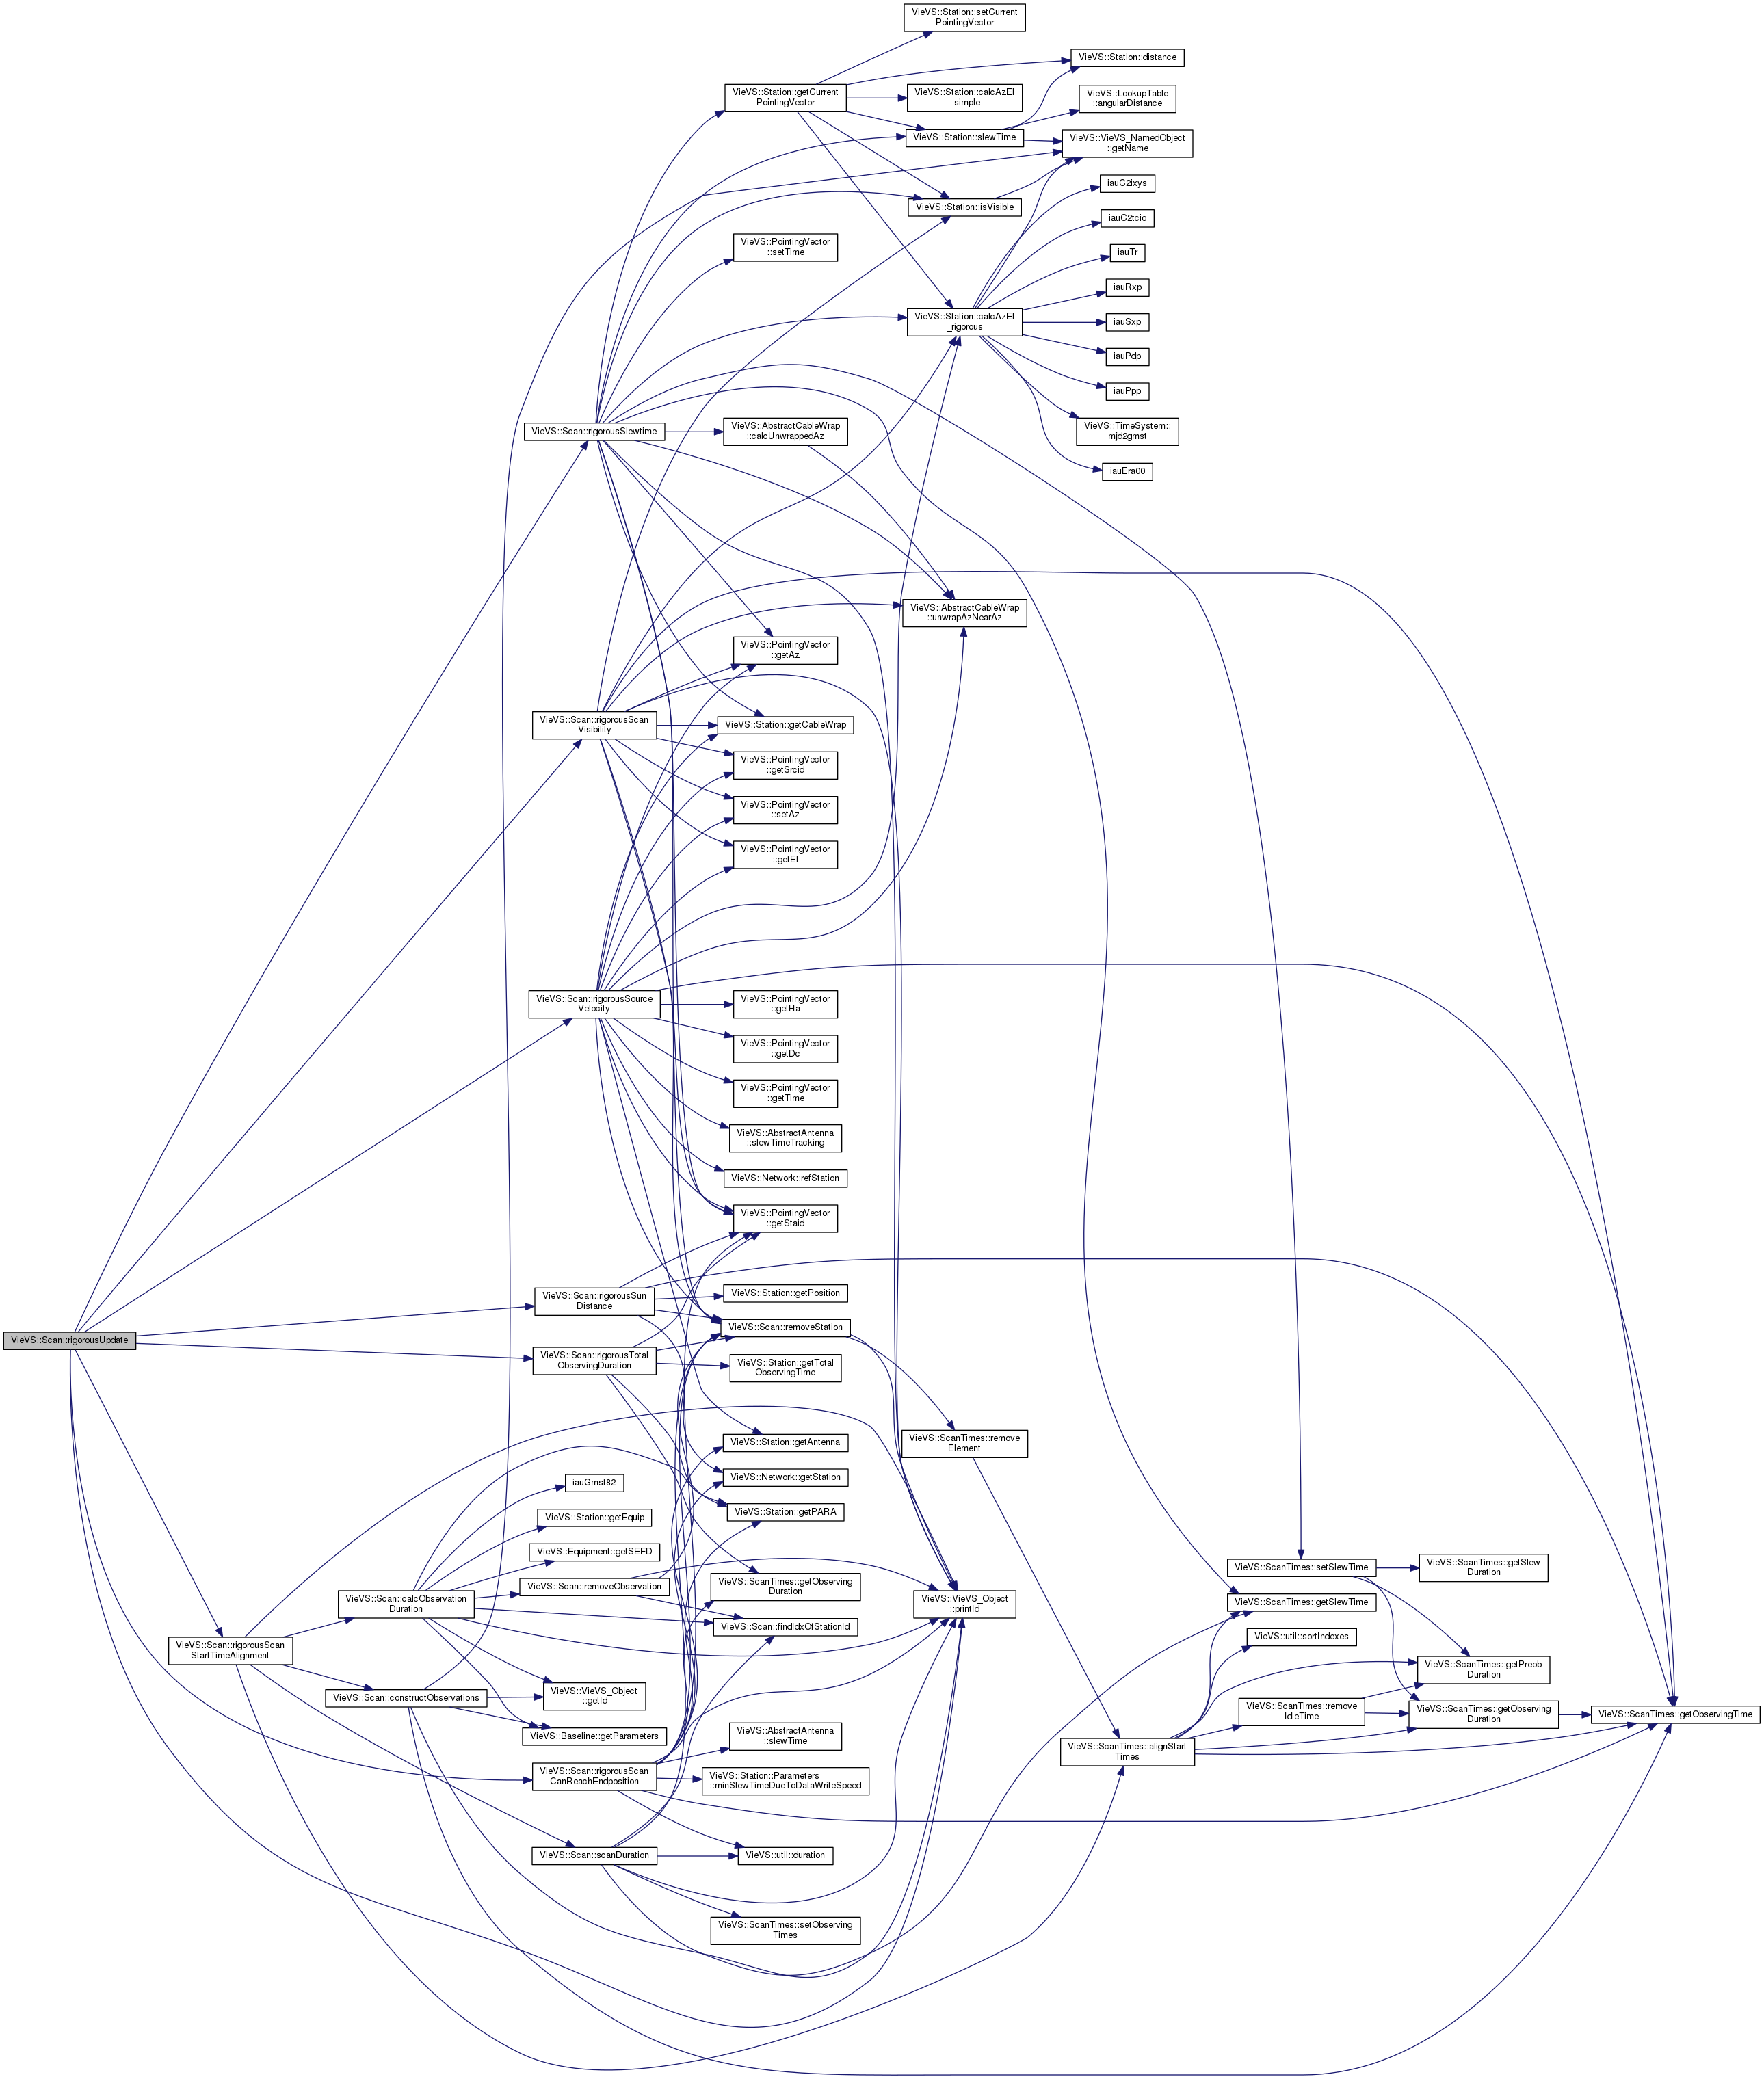 VieVS::Station::setCurrent
PointingVector
VieVS::Station::distance
VieVS::Station::getCurrent
PointingVector
VieVS::Station::calcAzEl
_simple
VieVS::LookupTable
::angularDistance
VieVS::Station::slewTime
VieVS::VieVS_NamedObject
::getName
iauC2ixys
VieVS::Station::isVisible
iauC2tcio
VieVS::PointingVector
::setTime
iauTr
iauRxp
VieVS::Station::calcAzEl
_rigorous
iauSxp
iauPdp
iauPpp
VieVS::Scan::rigorousSlewtime
VieVS::AbstractCableWrap
::calcUnwrappedAz
VieVS::TimeSystem::
mjd2gmst
iauEra00
VieVS::AbstractCableWrap
::unwrapAzNearAz
VieVS::PointingVector
::getAz
VieVS::Scan::rigorousScan
Visibility
VieVS::Station::getCableWrap
VieVS::PointingVector
::getSrcid
VieVS::PointingVector
::setAz
VieVS::PointingVector
::getEl
VieVS::Scan::rigorousSource
Velocity
VieVS::PointingVector
::getHa
VieVS::PointingVector
::getDc
VieVS::PointingVector
::getTime
VieVS::AbstractAntenna
::slewTimeTracking
VieVS::Network::refStation
VieVS::PointingVector
::getStaid
VieVS::Scan::rigorousSun
Distance
VieVS::Station::getPosition
VieVS::Scan::rigorousUpdate
VieVS::Scan::removeStation
VieVS::Scan::rigorousTotal
ObservingDuration
VieVS::Station::getTotal
ObservingTime
VieVS::Station::getAntenna
VieVS::ScanTimes::remove
Element
VieVS::Network::getStation
iauGmst82
VieVS::Station::getPARA
VieVS::Station::getEquip
VieVS::Equipment::getSEFD
VieVS::ScanTimes::setSlewTime
VieVS::ScanTimes::getSlew
Duration
VieVS::Scan::removeObservation
VieVS::ScanTimes::getObserving
Duration
VieVS::Scan::calcObservation
Duration
VieVS::VieVS_Object
::printId
VieVS::ScanTimes::getSlewTime
VieVS::Scan::findIdxOfStationId
VieVS::util::sortIndexes
VieVS::Scan::rigorousScan
StartTimeAlignment
VieVS::ScanTimes::getPreob
Duration
VieVS::Scan::constructObservations
VieVS::VieVS_Object
::getId
VieVS::ScanTimes::remove
IdleTime
VieVS::ScanTimes::getObserving
Duration
VieVS::ScanTimes::getObservingTime
VieVS::Baseline::getParameters
VieVS::AbstractAntenna
::slewTime
VieVS::ScanTimes::alignStart
Times
VieVS::Scan::rigorousScan
CanReachEndposition
VieVS::Station::Parameters
::minSlewTimeDueToDataWriteSpeed
VieVS::Scan::scanDuration
VieVS::util::duration
VieVS::ScanTimes::setObserving
Times